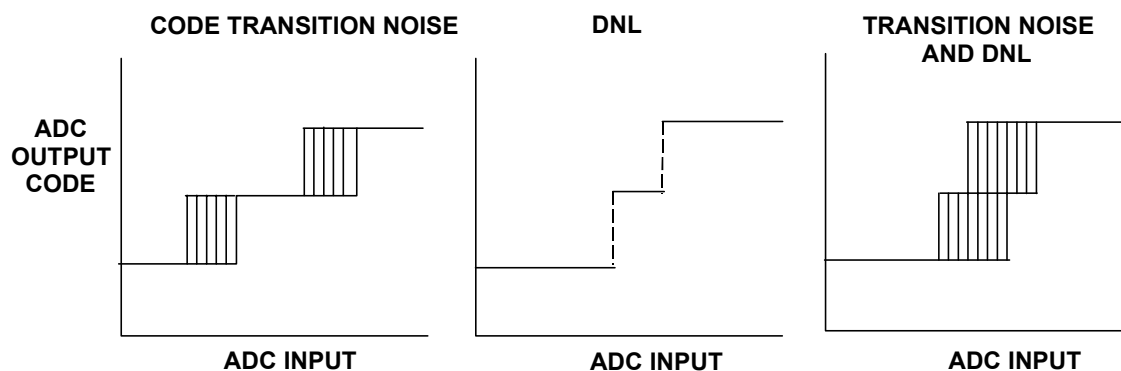 CODE TRANSITION NOISE
DNL
TRANSITION NOISE
AND DNL
ADC
OUTPUT
CODE
ADC INPUT
ADC INPUT
ADC INPUT